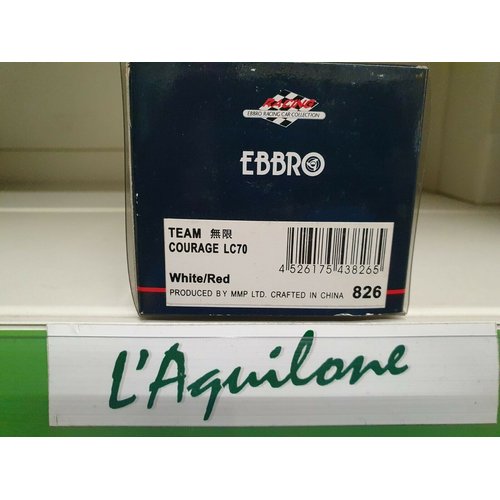 RACING
EBBRO RACING CAR COLLECTION
EBBRO
TEAM 無限
COURAGE LC70
4 526175 438265
White/Red
PRODUCED BY MMP LTD. CRAFTED IN CHINA 826
L'Aquilone